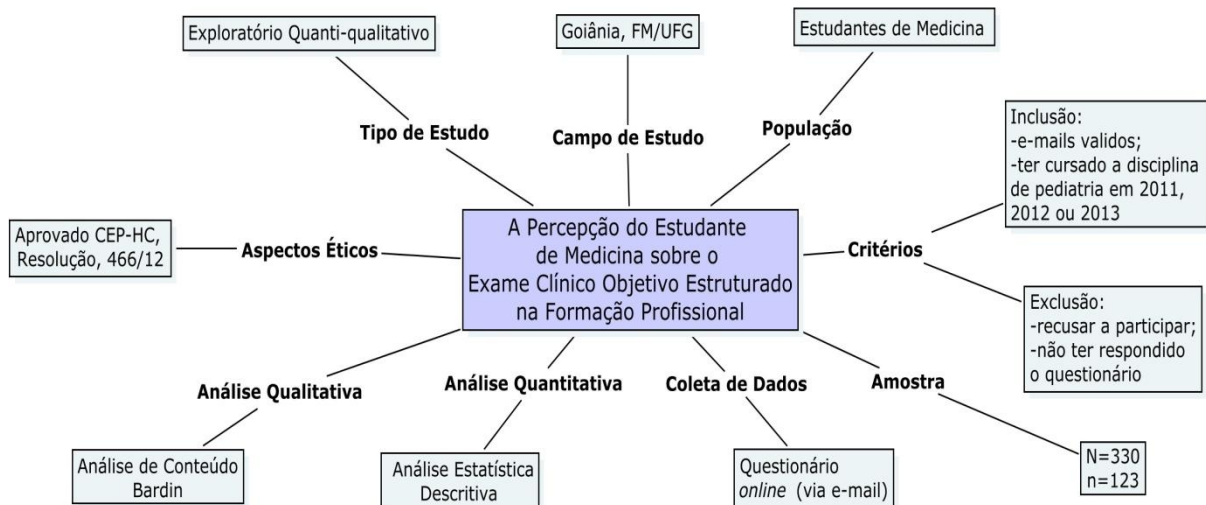 Exploratório Quanti-qualitativo
Goiânia, FM/UFG
Estudantes de Medicina
Tipo de Estudo
Campo de Estudo
População
Inclusão:
-e-mails validos;
-ter cursado a disciplina
de pediatria em 2011,
2012 ou 2013
Aprovado CEP-HC,
Resolução, 466/12
Aspectos Éticos
A Percepção do Estudante
de Medicina sobre o
Exame Clínico Objetivo Estruturado
na Formação Profissional
Critérios
Exclusão:
-recusar a participar;
-não ter respondido
o questionário
Análise Qualitativa
Análise Quantitativa
Coleta de Dados
Amostra
Análise de Conteúdo
Bardin
Análise Estatística
Descritiva
Questionário
online (via e-mail)
N=330
n=123